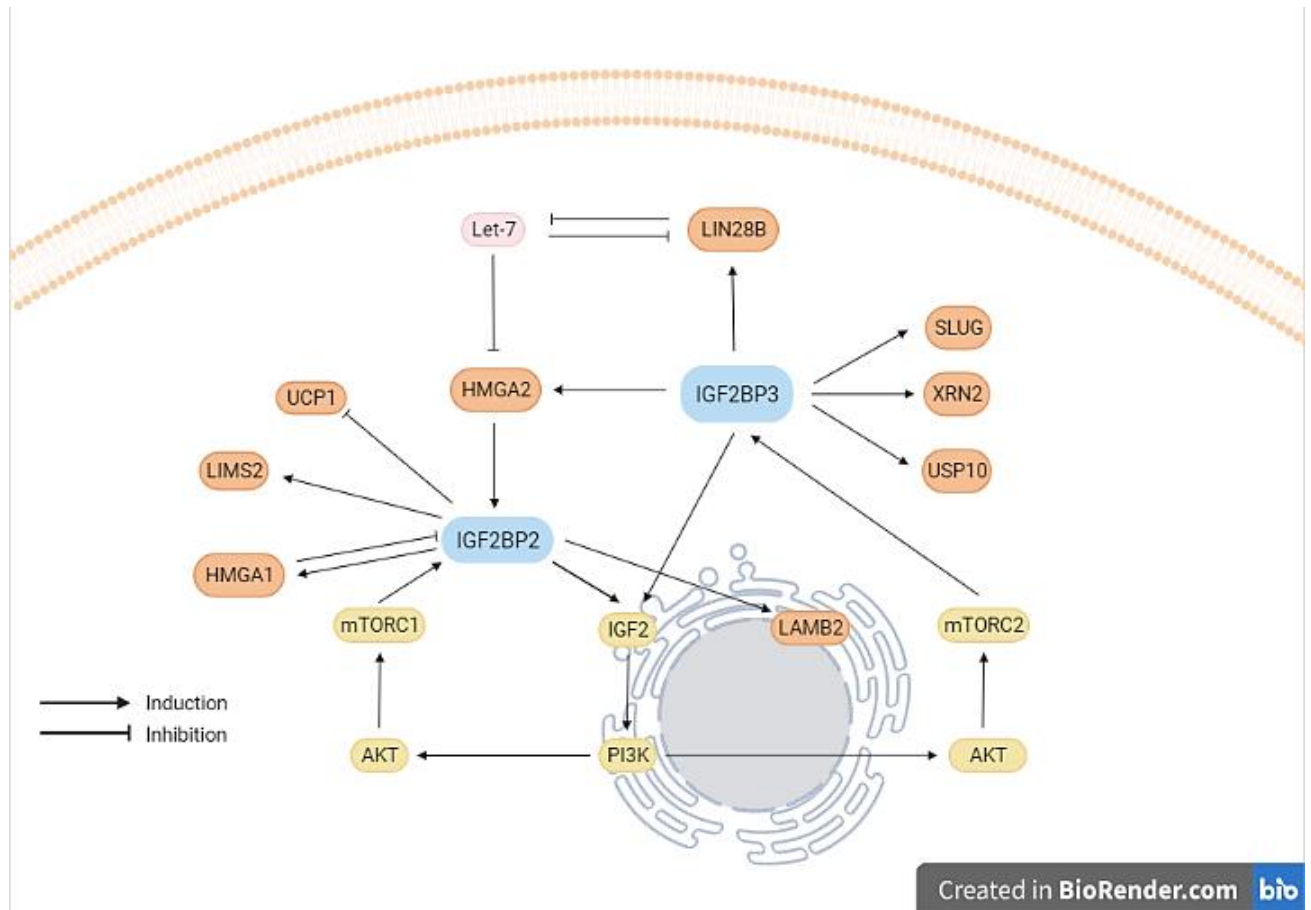 Let-7
LIN28B
SLUG
UCP1
HMGA2
IGF2BP3
XRN2
LIMS2
USP10
IGF2BP2
HMGA1
mTORC1
IGF2
LAMB2
mTORC2
Induction
Inhibition
AKT
PI3K
AKT
Created in BioRender.com bio